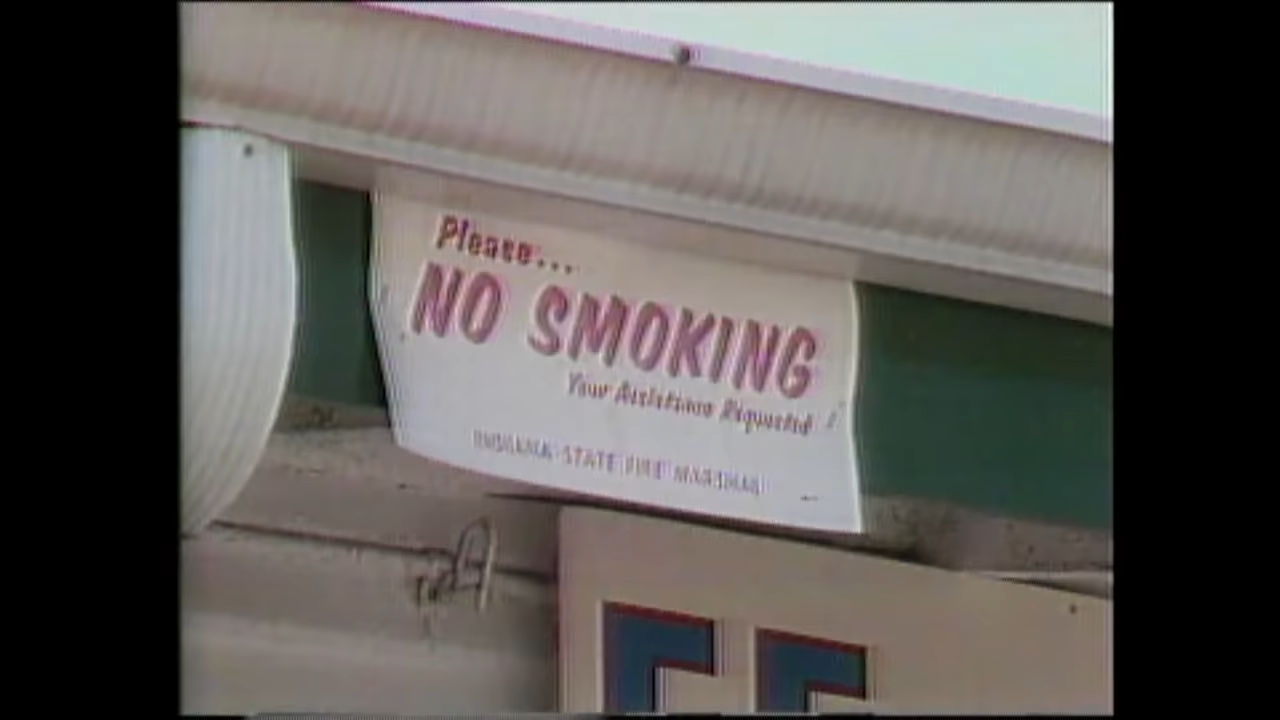 Please...
NO SMOKING
Your Assistance Requested
INDIANA STATE FIRE MARSHAL